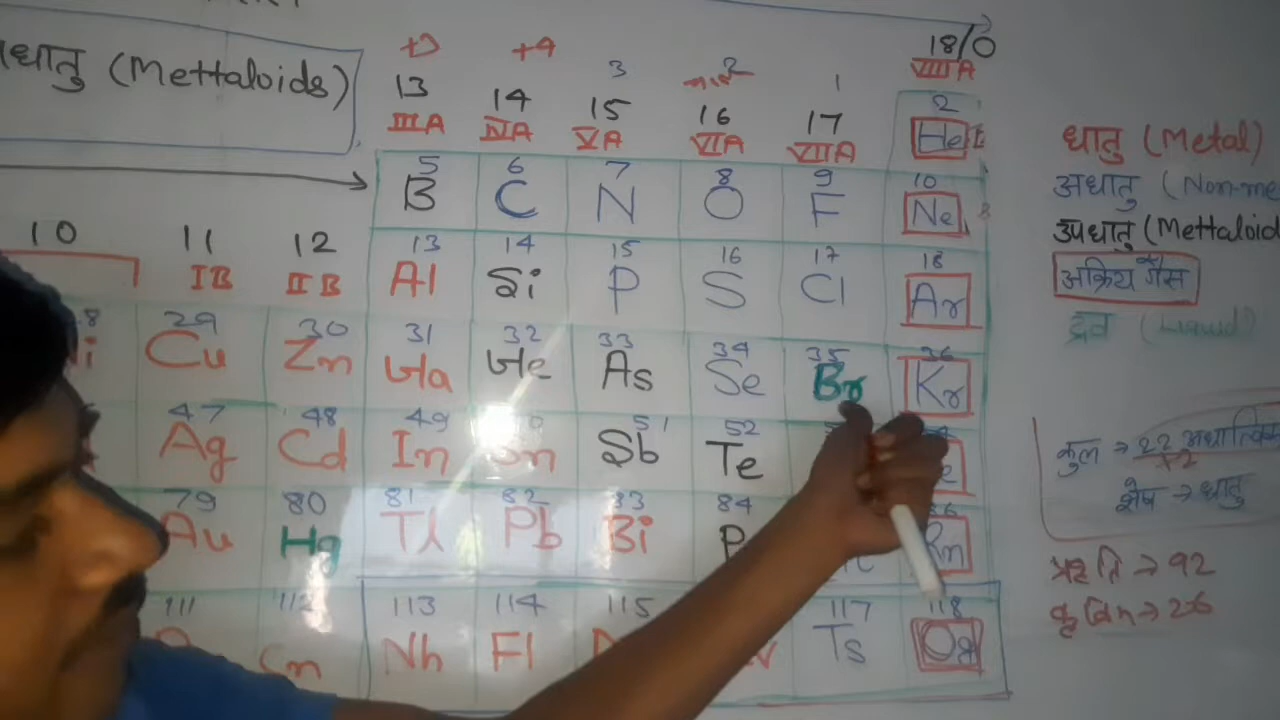 (Mettaloids)
+3 +4 3 2 1 18/0
13 14 15 16 17 VIIIA
IIIA IVA VA VIA VIIA 2
He
5 6 7 8 9 10
B C N O F Ne
10 11 12 13 14 15 16 17 18
IB IIB Al Si P S Cl Ar
29 30 31 32 33 34 35 36
Cu Zn Ga Ge As Se Br Kr
47 48 49 51 52
Ag Cd In Sn Sb Te
79 80 81 82 83 84
Au Hg Tl Pb Bi Rn
111 112 113 114 115 117 118
Cn Nh Fl Ts Og
धातु (Metal)
अधातु
उपधातु (Mettaloid
अक्रिय गैस
द्रव (Liquid)
कुल → 22
शेष → धातु
→ 92
→ 26